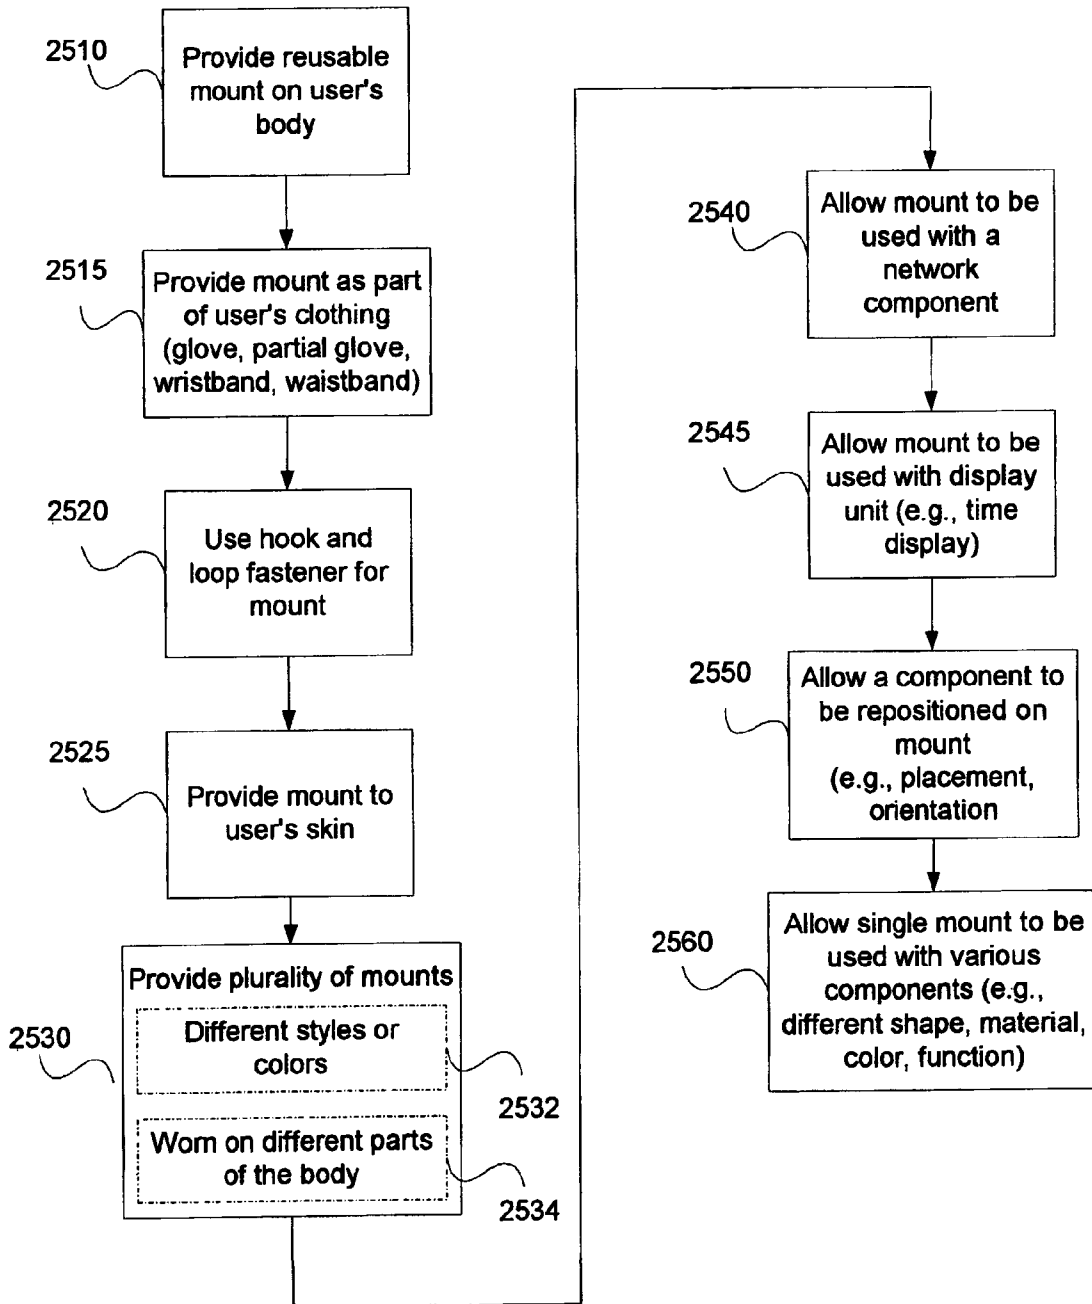 2510
Provide reusable
mount on user's
body
2515
Provide mount as part
of user's clothing
(glove, partial glove,
wristband, waistband)
2520
Use hook and
loop fastener for
mount
2525
Provide mount to
user's skin
2530
Provide plurality of mounts
Different styles or
colors
2532
Worn on different parts
of the body
2534
2540
Allow mount to be
used with a
network
component
2545
Allow mount to be
used with display
unit (e.g., time
display)
2550
Allow a component to
be repositioned on
mount
(e.g., placement,
orientation
2560
Allow single mount to be
used with various
components (e.g.,
different shape, material,
color, function)